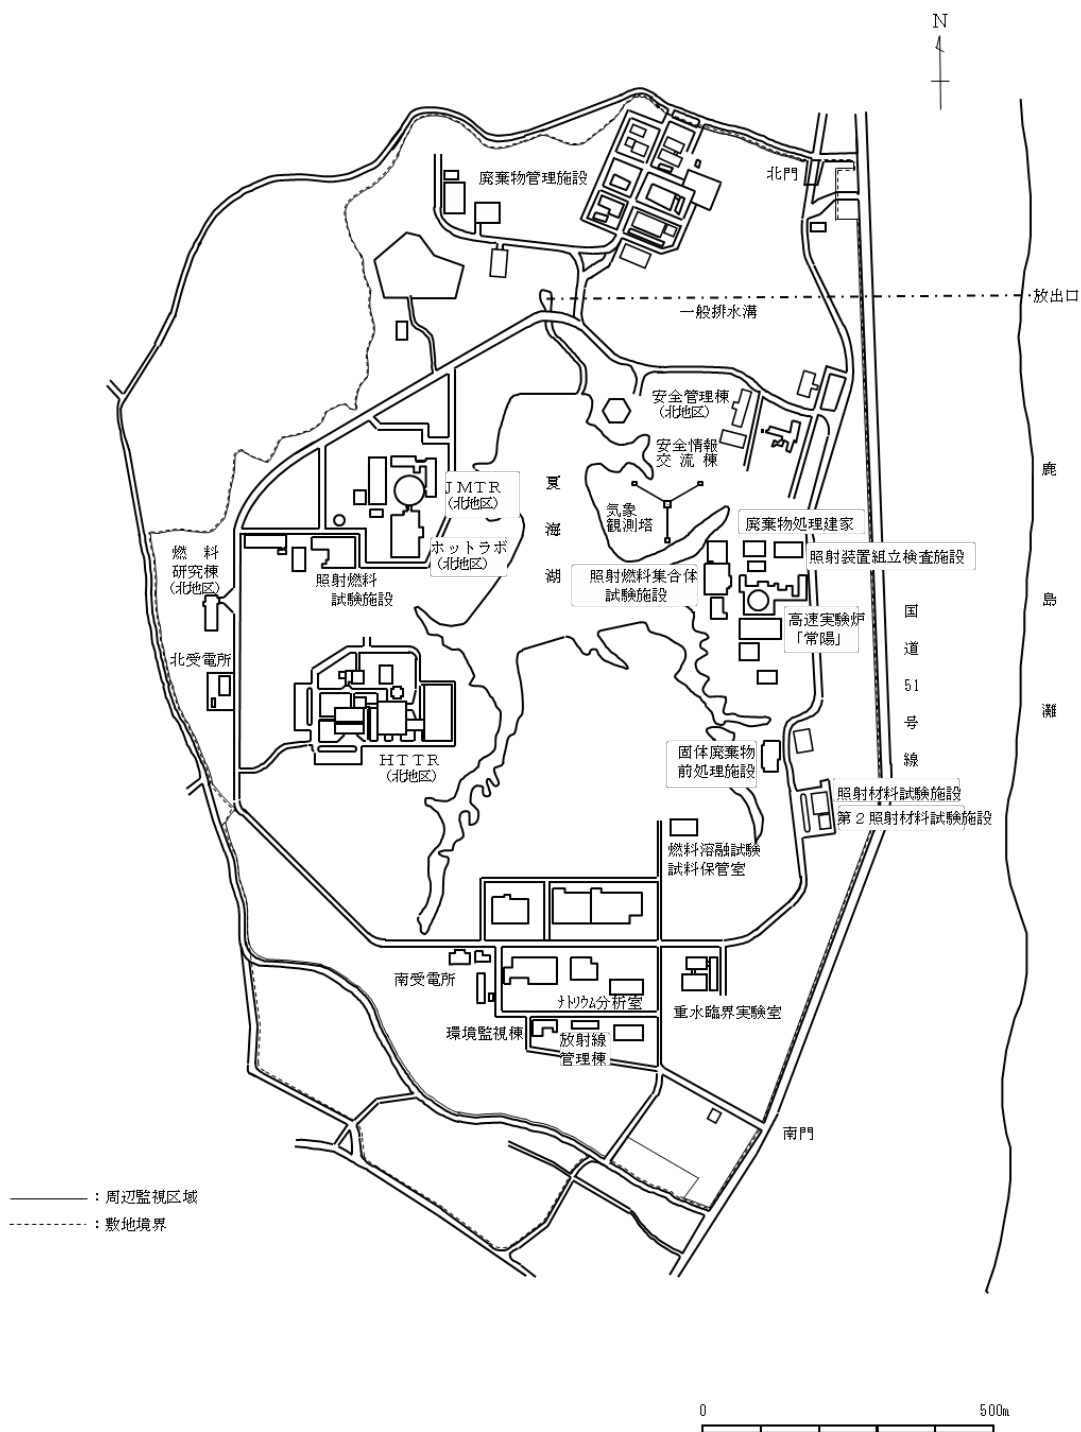 N
北門
廃棄物管理施設
放出口
一般排水溝
安全管理棟
(北地区)
安全情報
交流棟
鹿島灘
JMTR
(北地区)
夏海湖
気象
観測塔
廃棄物処理建家
ホットラボ
(北地区)
照射装置組立検査施設
燃料
研究棟
(北地区)
照射燃料
試験施設
照射燃料集合体
試験施設
高速実験炉
「常陽」
国道51号線
北受電所
HTTR
(北地区)
固体廃棄物
前処理施設
照射材料試験施設
第2照射材料試験施設
燃料溶融試験
試料保管室
南受電所
ナトリウム分析室
重水臨界実験室
環境監視棟
放射線
管理棟
南門
:周辺監視区域
:敷地境界
0 500m